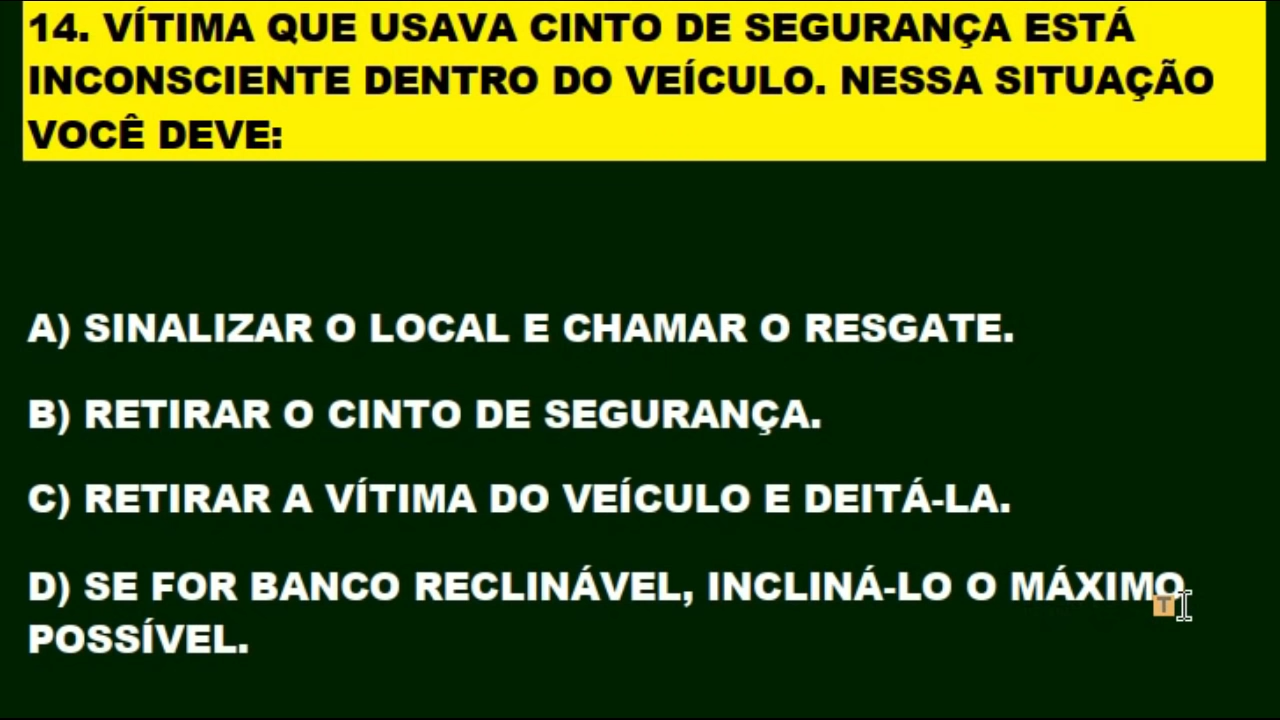 14. VÍTIMA QUE USAVA CINTO DE SEGURANÇA ESTÁ
INCONSCIENTE DENTRO DO VEÍCULO. NESSA SITUAÇÃO
VOCÊ DEVE:
A) SINALIZAR O LOCAL E CHAMAR O RESGATE.
B) RETIRAR O CINTO DE SEGURANÇA.
C) RETIRAR A VÍTIMA DO VEÍCULO E DEITÁ-LA.
D) SE FOR BANCO RECLINÁVEL, INCLINÁ-LO O MÁXIMO
T
POSSÍVEL.